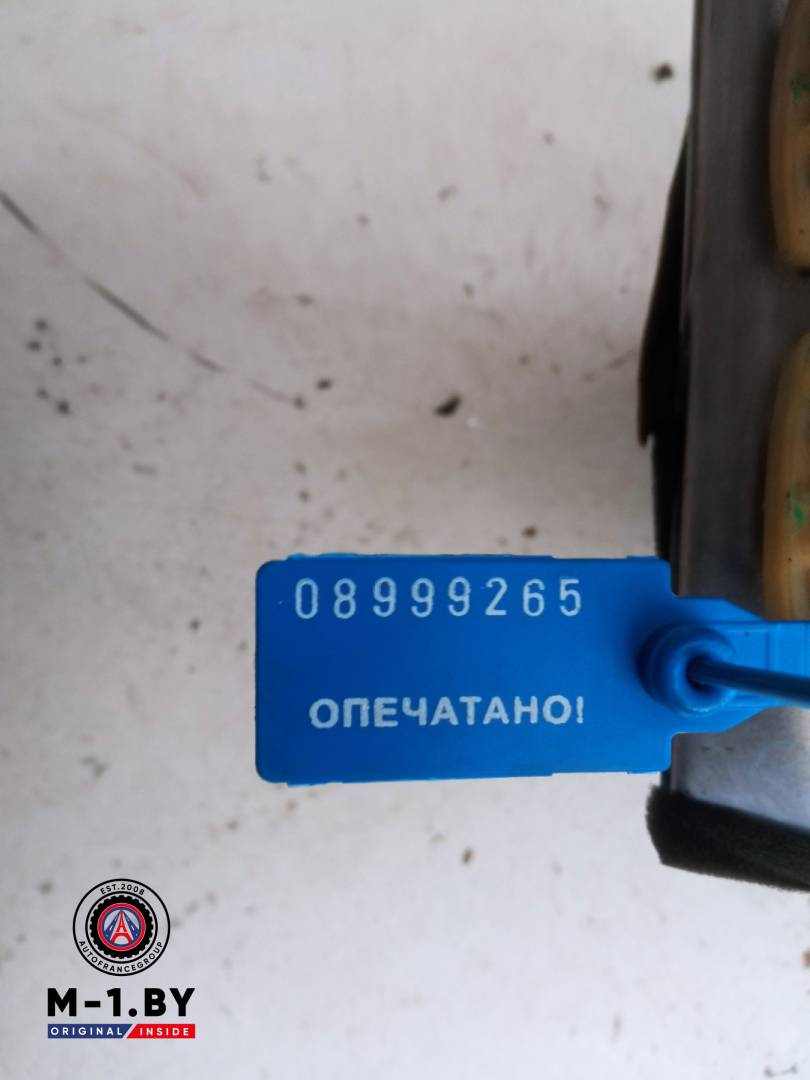 08999265
ОПЕЧАТАНО!
EST.2008
AUTOFRANCEGROUP
M-1.BY
ORIGINAL INSIDE